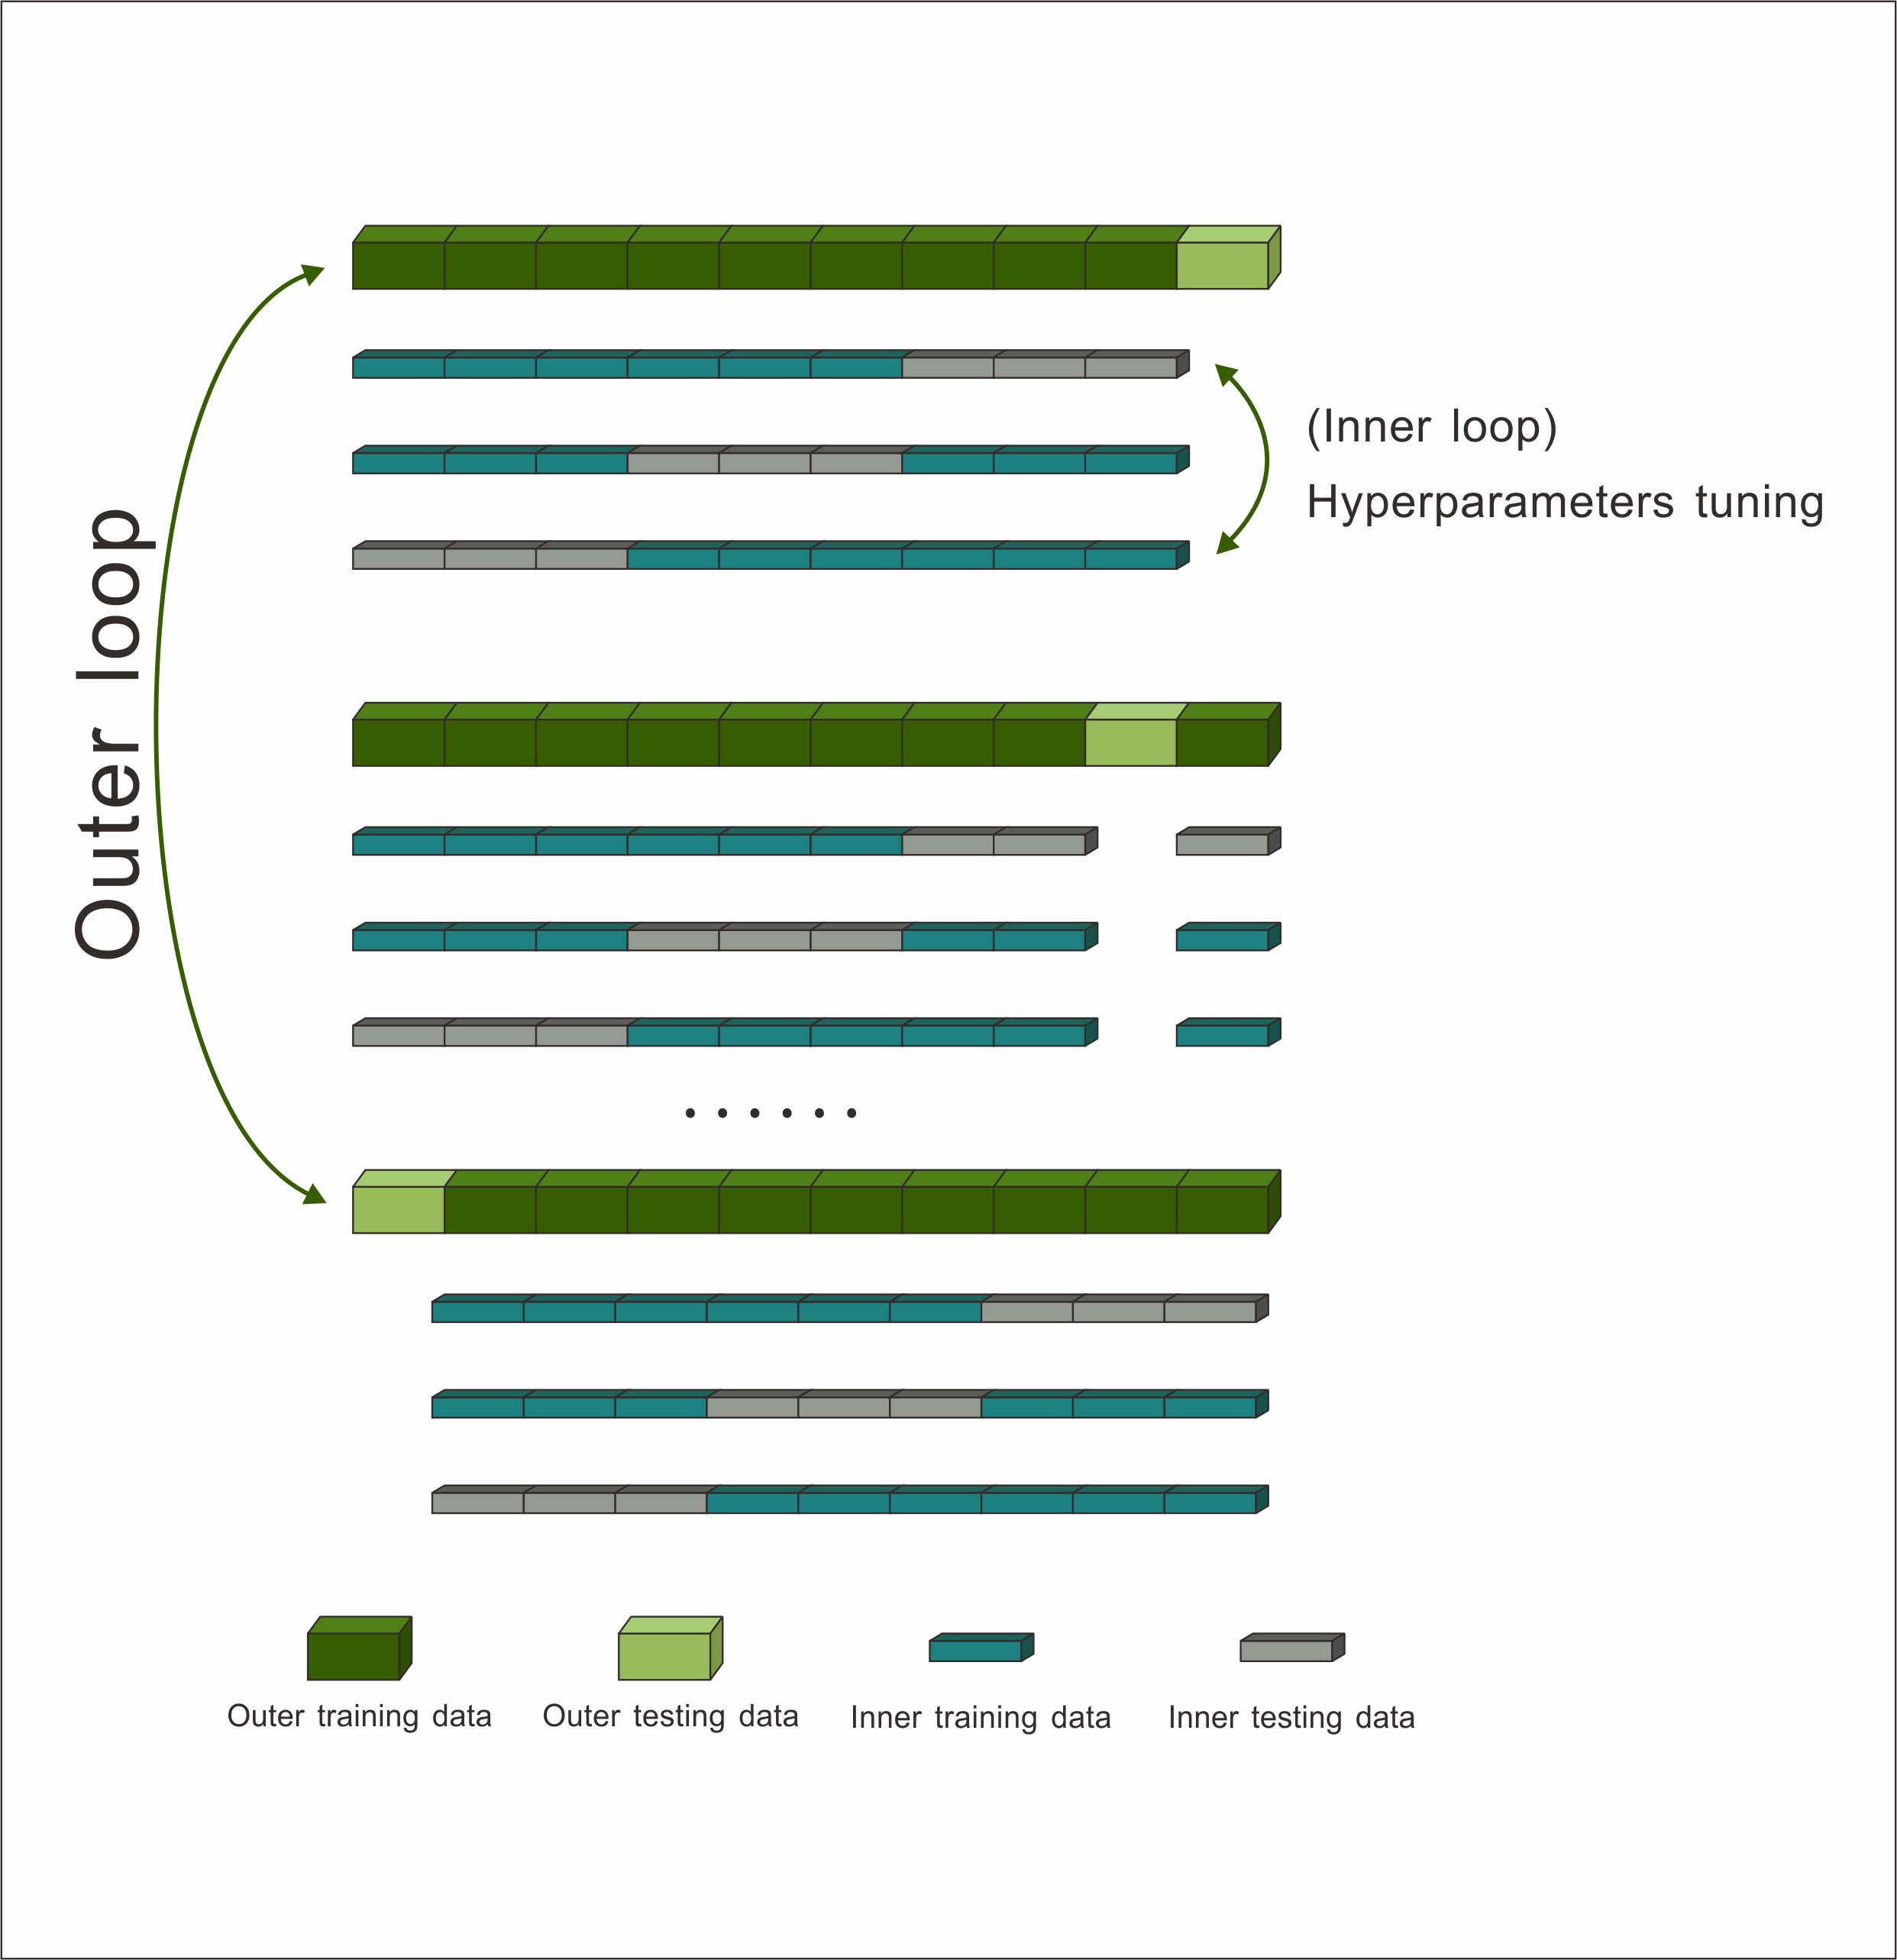 (Inner loop)
Hyperparameters tuning
Outer loop
......
Outer training data
Outer testing data
Inner training data
Inner testing data